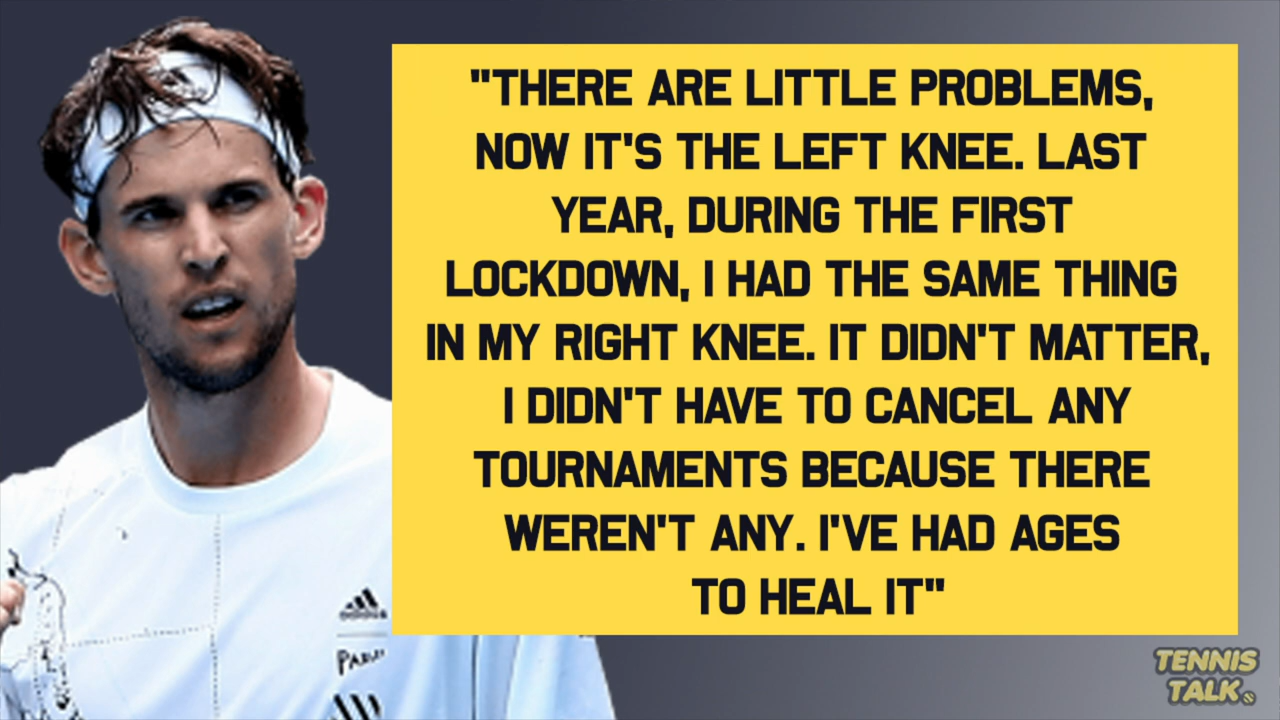 "THERE ARE LITTLE PROBLEMS,
NOW IT'S THE LEFT KNEE. LAST
YEAR, DURING THE FIRST
LOCKDOWN, I HAD THE SAME THING
IN MY RIGHT KNEE. IT DIDN'T MATTER,
I DIDN'T HAVE TO CANCEL ANY
TOURNAMENTS BECAUSE THERE
WEREN'T ANY. I'VE HAD AGES
TO HEAL IT"
adidas
TENNIS
TALK